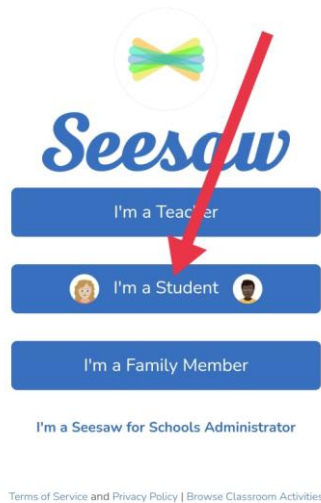 Seesaw
I'm a Teacher
I'm a Student
I'm a Family Member
I'm a Seesaw for Schools Administrator
Terms of Service and Privacy Policy | Browse Classroom Activities